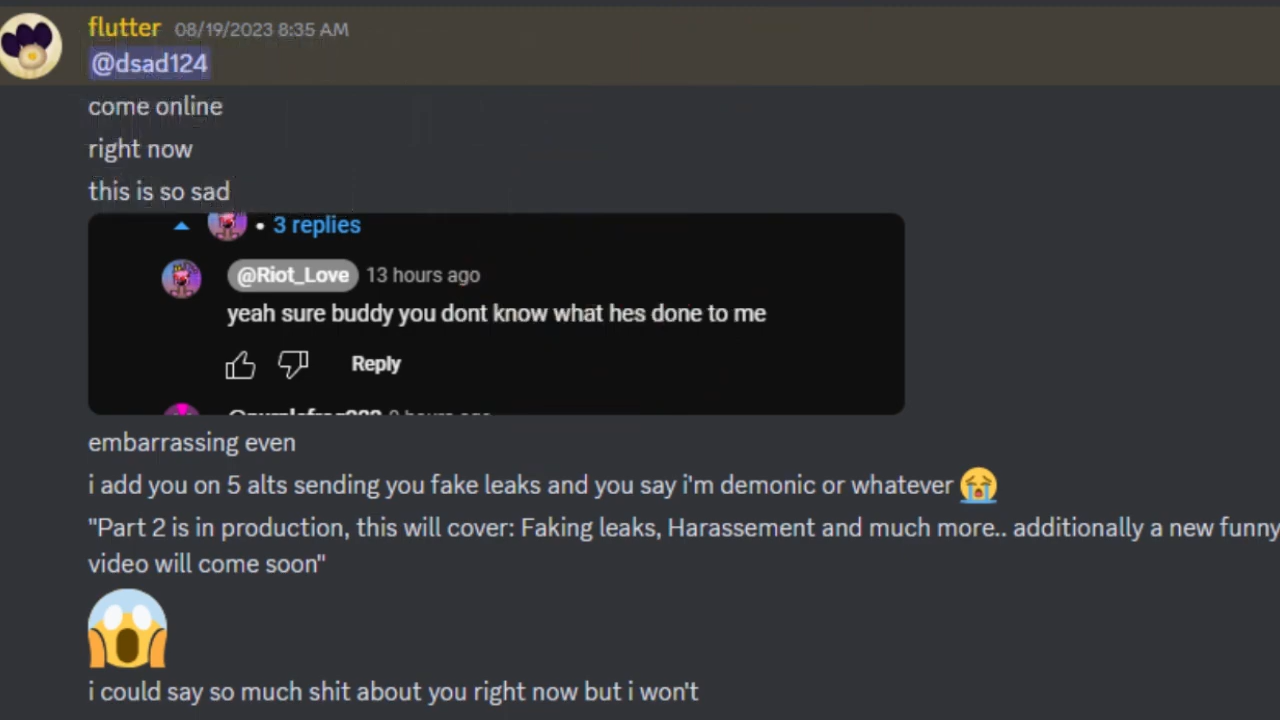 flutter 08/19/2023 8:35 AM
@dsad124
come online
right now
this is so sad
• 3 replies
@Riot_Love 13 hours ago
yeah sure buddy you dont know what hes done to me
Reply
hours ago
embarrassing even
i add you on 5 alts sending you fake leaks and you say i'm demonic or whatever 😭
"Part 2 is in production, this will cover: Faking leaks, Harassement and much more.. additionally a new funny
video will come soon"
😱
i could say so much shit about you right now but i won't